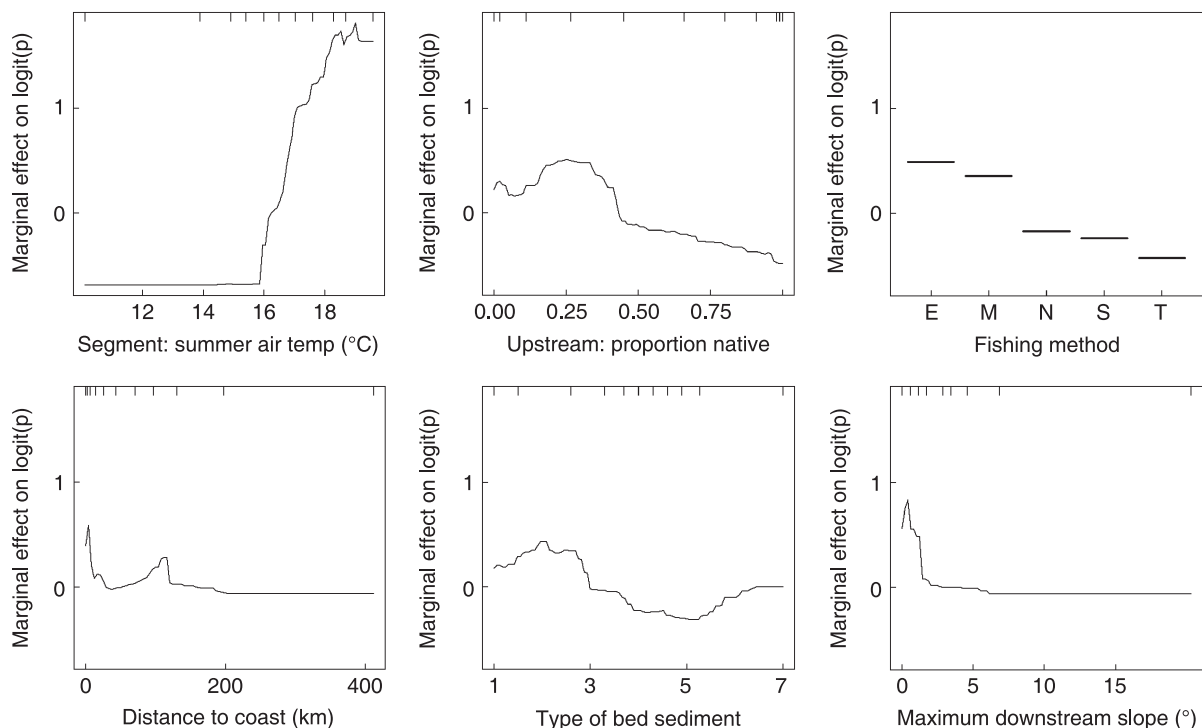 Marginal effect on logit(p)
1
0
12 14 16 18
Segment: summer air temp (°C)
Marginal effect on logit(p)
1
0
0.00 0.25 0.50 0.75
Upstream: proportion native
Marginal effect on logit(p)
1
0
E M N S T
Fishing method
Marginal effect on logit(p)
1
0
0 200 400
Distance to coast (km)
Marginal effect on logit(p)
1
0
1 3 5 7
Type of bed sediment
Marginal effect on logit(p)
1
0
0 5 10 15
Maximum downstream slope (°)